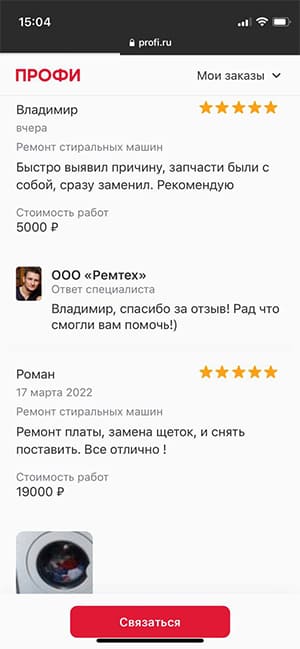 15:04
profi.ru
ПРОФИ
Мои заказы
Владимир
вчера
Ремонт стиральных машин
Быстро выявил причину, запчасти были с
собой, сразу заменил. Рекомендую
Стоимость работ
5000 ₽
ООО «Ремтех»
Ответ специалиста
Владимир, спасибо за отзыв! Рад что
смогли вам помочь!)
Роман
17 марта 2022
Ремонт стиральных машин
Ремонт платы, замена щеток, и снять
поставить. Все отлично !
Стоимость работ
19000 ₽
Связаться